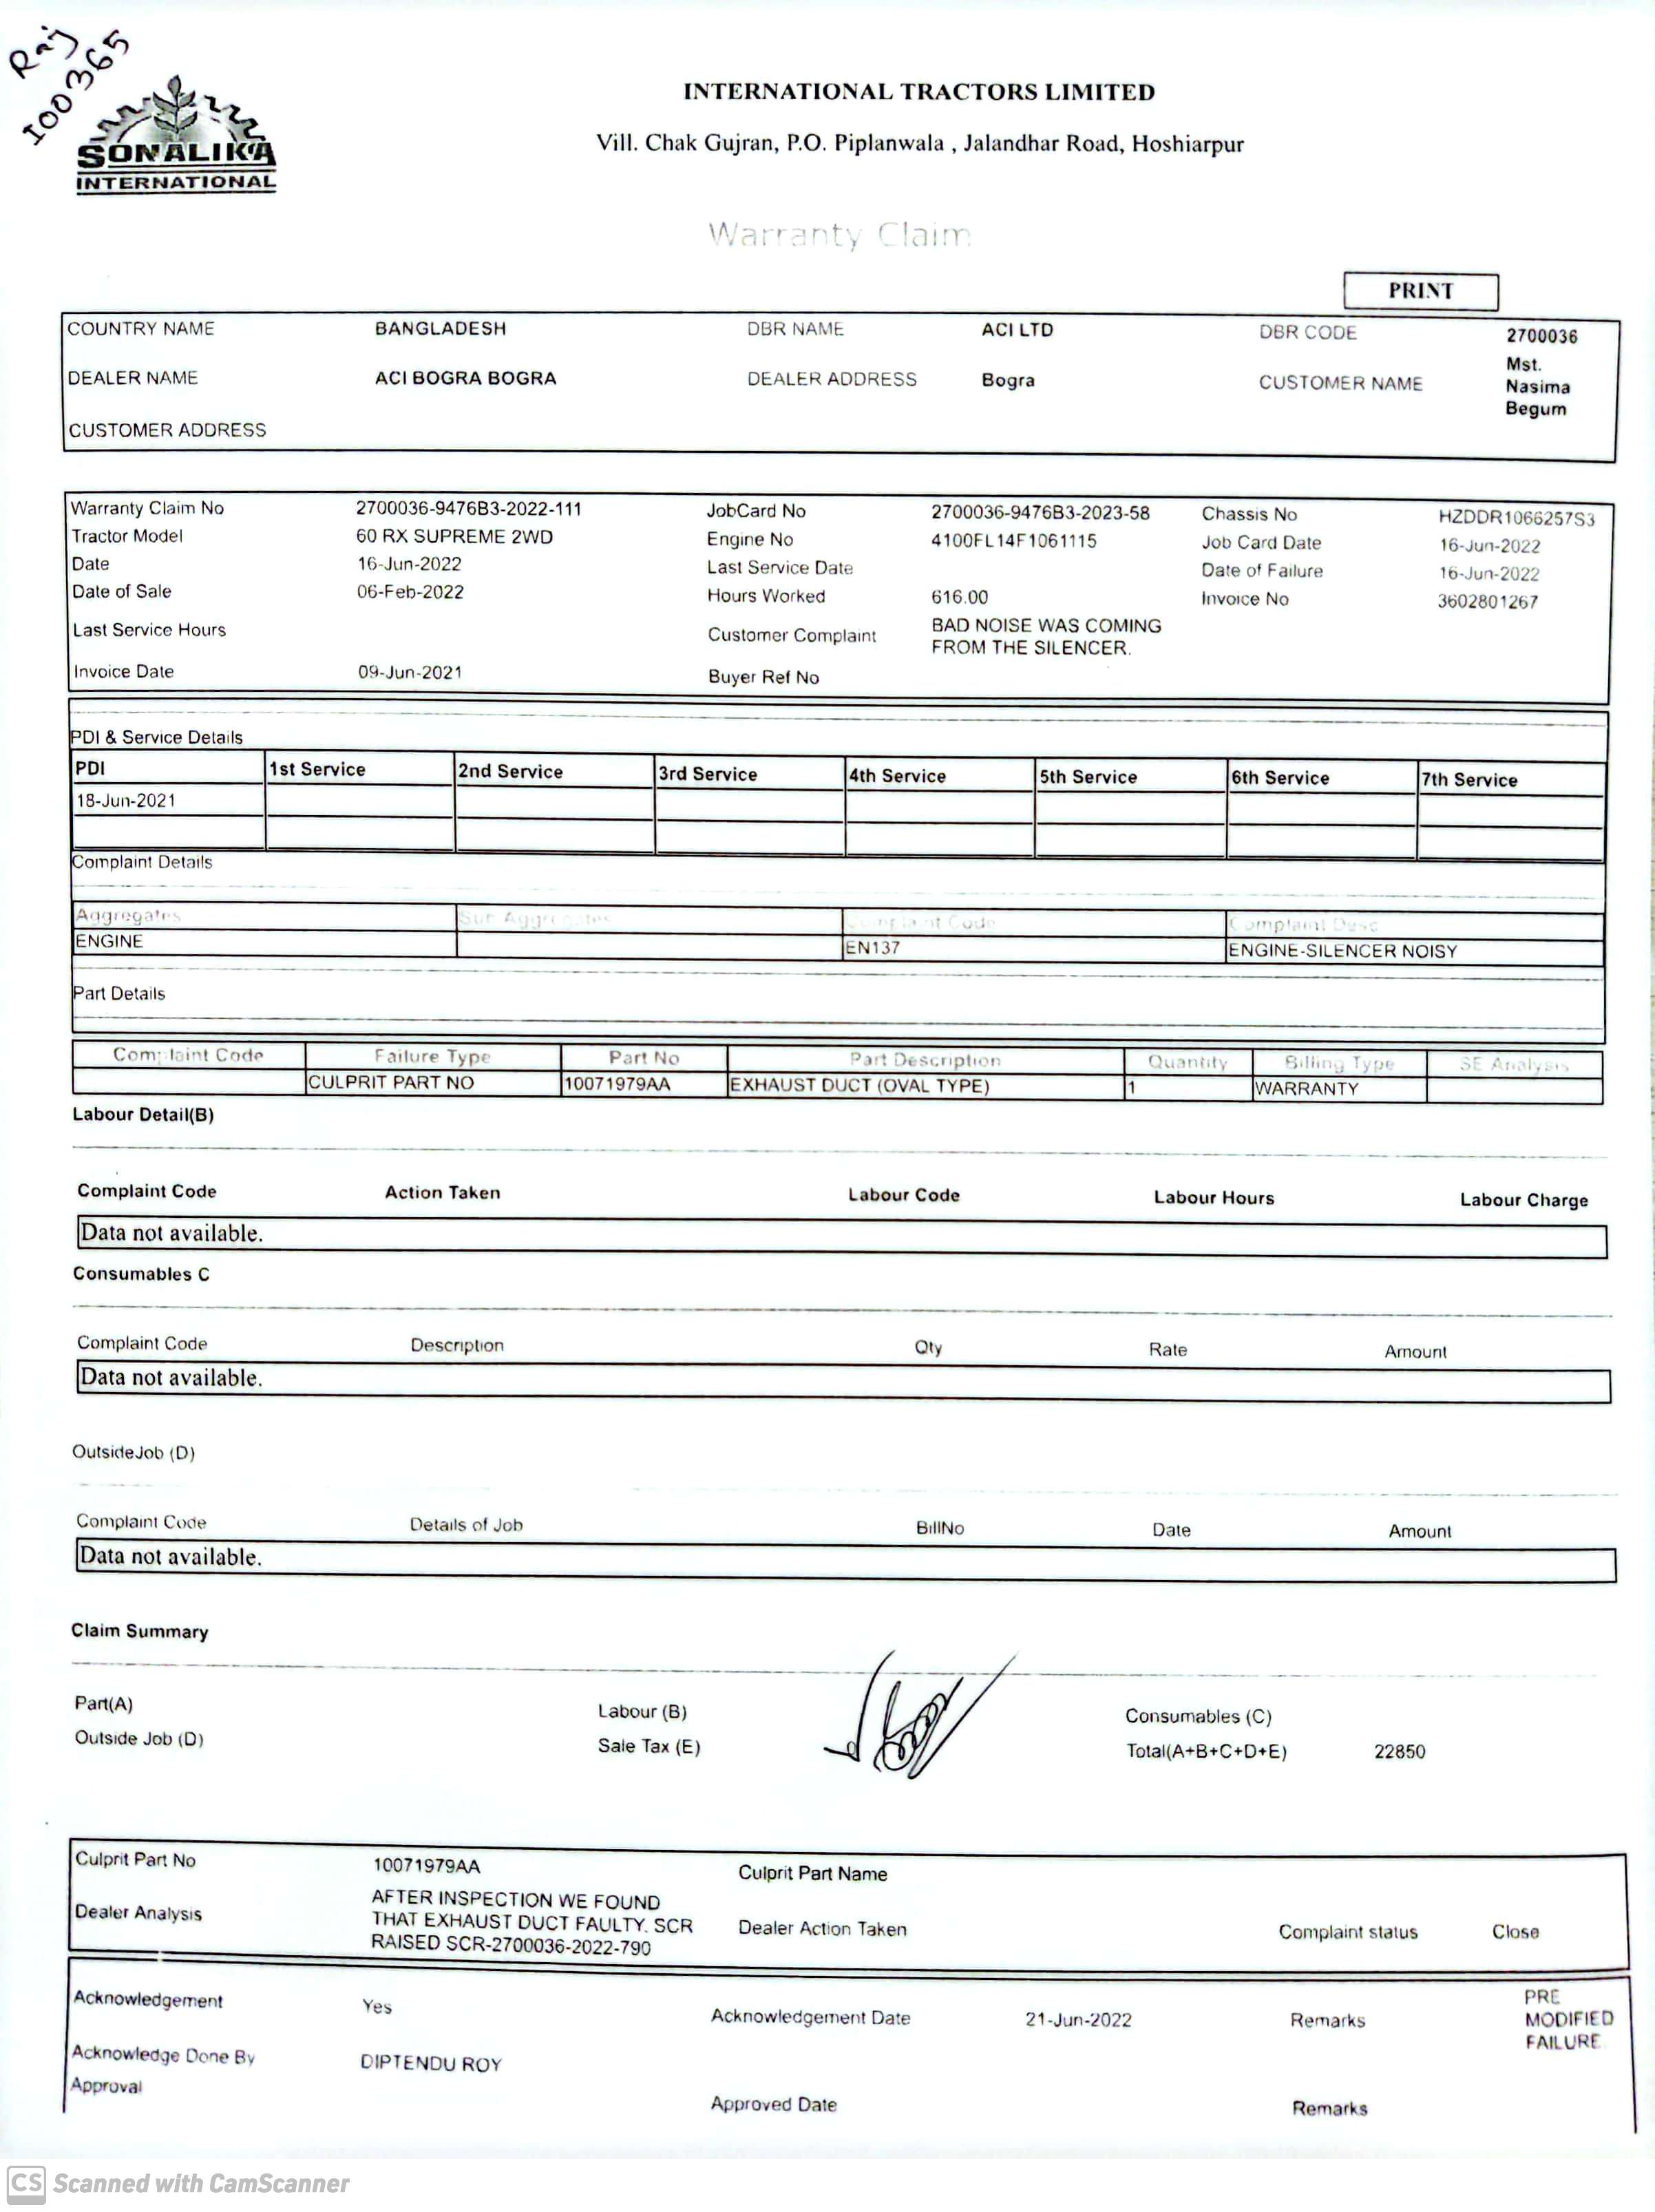 Raj
I00365
SONALIKA
INTERNATIONAL
INTERNATIONAL TRACTORS LIMITED
Vill. Chak Gujran, P.O. Piplanwala , Jalandhar Road, Hoshiarpur
Warranty Claim
PRINT
COUNTRY NAME BANGLADESH DBR NAME ACI LTD DBR CODE 2700036
DEALER NAME ACI BOGRA BOGRA DEALER ADDRESS Bogra CUSTOMER NAME Mst. Nasima Begum
CUSTOMER ADDRESS
Warranty Claim No 2700036-9476B3-2022-111 JobCard No 2700036-9476B3-2023-58 Chassis No HZDDR1066257S3
Tractor Model 60 RX SUPREME 2WD Engine No 4100FL14F1061115 Job Card Date 16-Jun-2022
Date 16-Jun-2022 Last Service Date Date of Failure 16-Jun-2022
Date of Sale 06-Feb-2022 Hours Worked 616.00 Invoice No 3602801267
Last Service Hours Customer Complaint BAD NOISE WAS COMING FROM THE SILENCER.
Invoice Date 09-Jun-2021 Buyer Ref No
PDI & Service Details
PDI 1st Service 2nd Service 3rd Service 4th Service 5th Service 6th Service 7th Service
18-Jun-2021
Complaint Details
Aggregates Sub Aggregates Complaint Code Complaint Desc
ENGINE EN137 ENGINE-SILENCER NOISY
Part Details
Complaint Code Failure Type Part No Part Description Quantity Billing Type SE Analysis
CULPRIT PART NO 10071979AA EXHAUST DUCT (OVAL TYPE) 1 WARRANTY
Labour Detail(B)
Complaint Code Action Taken Labour Code Labour Hours Labour Charge
Data not available.
Consumables C
Complaint Code Description Qty Rate Amount
Data not available.
OutsideJob (D)
Complaint Code Details of Job BillNo Date Amount
Data not available.
Claim Summary
Part(A) Labour (B) Consumables (C)
Outside Job (D) Sale Tax (E) Total(A+B+C+D+E) 22850
Culprit Part No 10071979AA Culprit Part Name
Dealer Analysis AFTER INSPECTION WE FOUND THAT EXHAUST DUCT FAULTY. SCR RAISED SCR-2700036-2022-790 Dealer Action Taken Complaint status Close
Acknowledgement Yes Acknowledgement Date 21-Jun-2022 Remarks PRE MODIFIED FAILURE
Acknowledge Done By DIPTENDU ROY
Approval Approved Date Remarks
CS Scanned with CamScanner